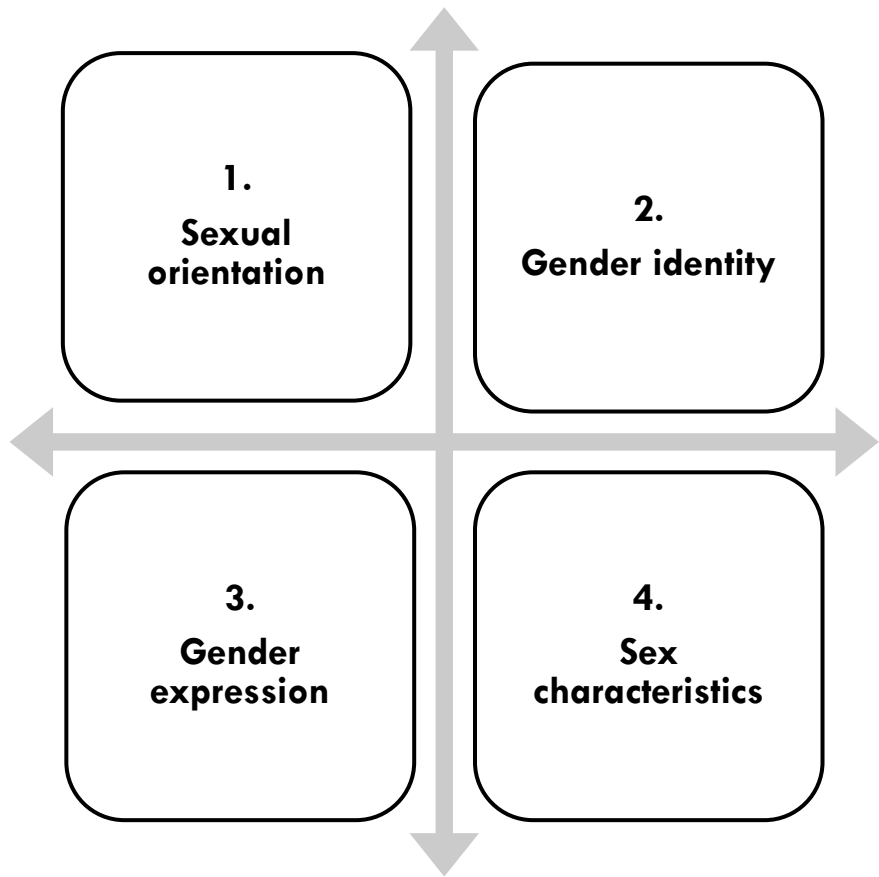 1.
Sexual
orientation
2.
Gender identity
3.
Gender
expression
4.
Sex
characteristics